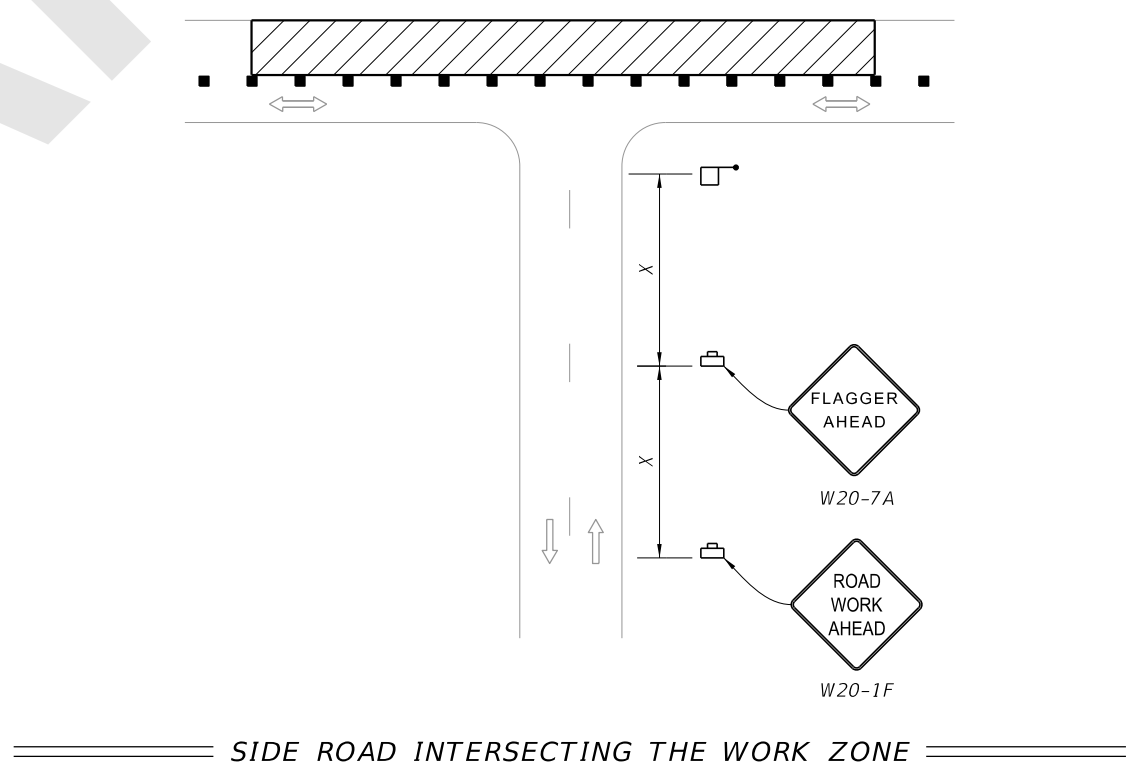 X
FLAGGER
AHEAD
X
W20-7A
ROAD
WORK
AHEAD
W20-1F
SIDE ROAD INTERSECTING THE WORK ZONE